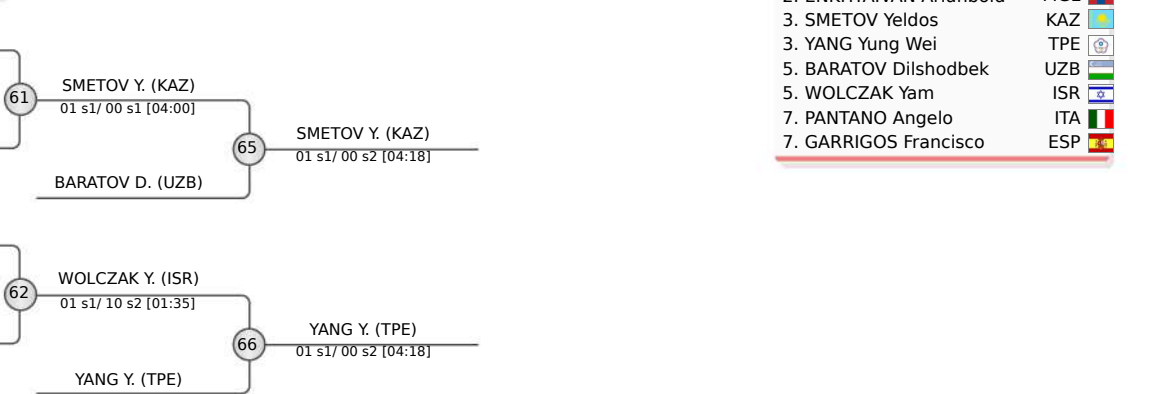 3. SMETOV Yeldos KAZ
3. YANG Yung Wei TPE
5. BARATOV Dilshodbek UZB
5. WOLCZAK Yam ISR
7. PANTANO Angelo ITA
7. GARRIGOS Francisco ESP
61
SMETOV Y. (KAZ)
01 s1/ 00 s1 [04:00]
65
SMETOV Y. (KAZ)
01 s1/ 00 s2 [04:18]
BARATOV D. (UZB)
62
WOLCZAK Y. (ISR)
01 s1/ 10 s2 [01:35]
66
YANG Y. (TPE)
01 s1/ 00 s2 [04:18]
YANG Y. (TPE)